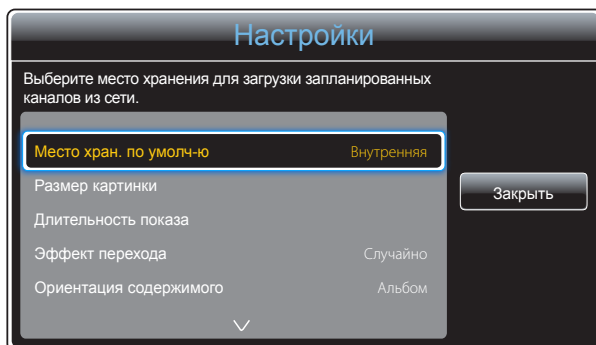 Настройки
Выберите место хранения для загрузки запланированных
каналов из сети.
Место хран. по умолч-ю Внутренняя
Размер картинки
Закрыть
Длительность показа
Эффект перехода Случайно
Ориентация содержимого Альбом